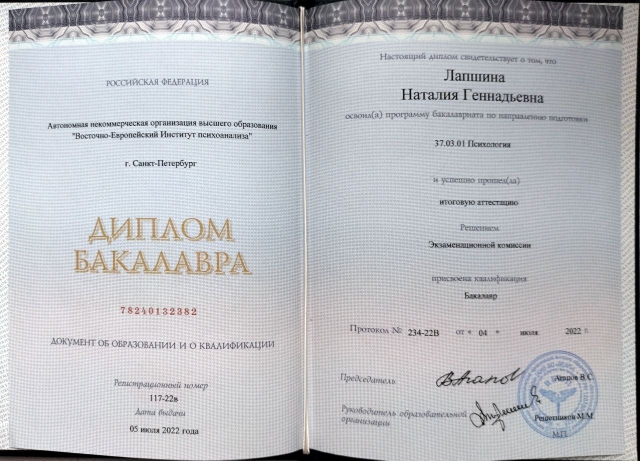 РОССИЙСКАЯ ФЕДЕРАЦИЯ
Автономная некоммерческая организация высшего образования
"Восточно-Европейский Институт психоанализа"
г. Санкт-Петербург
ДИПЛОМ
БАКАЛАВРА
78240132382
ДОКУМЕНТ ОБ ОБРАЗОВАНИИ И О КВАЛИФИКАЦИИ
Регистрационный номер
117-22в
Дата выдачи
05 июля 2022 года
Настоящий диплом свидетельствует о том, что
Лапшина
Наталия Геннадьевна
освоил(а) программу бакалавриата по направлению подготовки
37.03.01 Психология
и успешно прошел(ла)
итоговую аттестацию
Решением
Экзаменационной комиссии
присвоена квалификация
Бакалавр
Протокол № 234-22В от « 04 » июля 2022 г.
Председатель
Агапов В.С.
Руководитель образовательной
организации
Решетников М.М.
М.П.